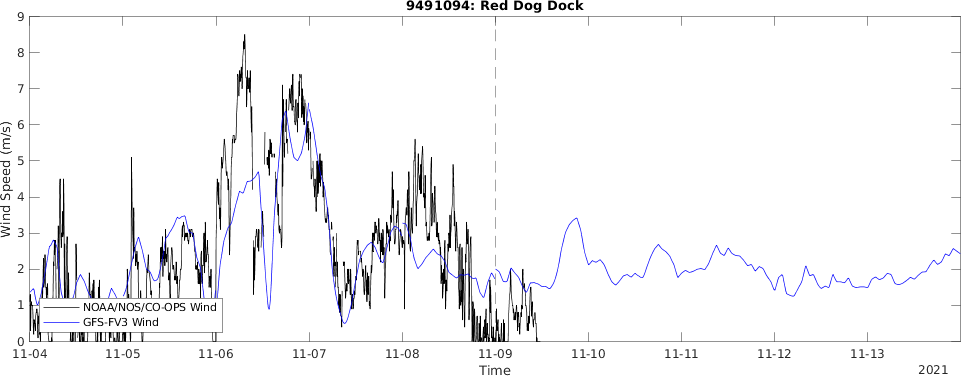 9491094: Red Dog Dock
Wind Speed (m/s)
9
8
7
6
5
4
3
2
1
0
NOAA/NOS/CO-OPS Wind
GFS-FV3 Wind
11-04 11-05 11-06 11-07 11-08 11-09 11-10 11-11 11-12 11-13
Time
2021